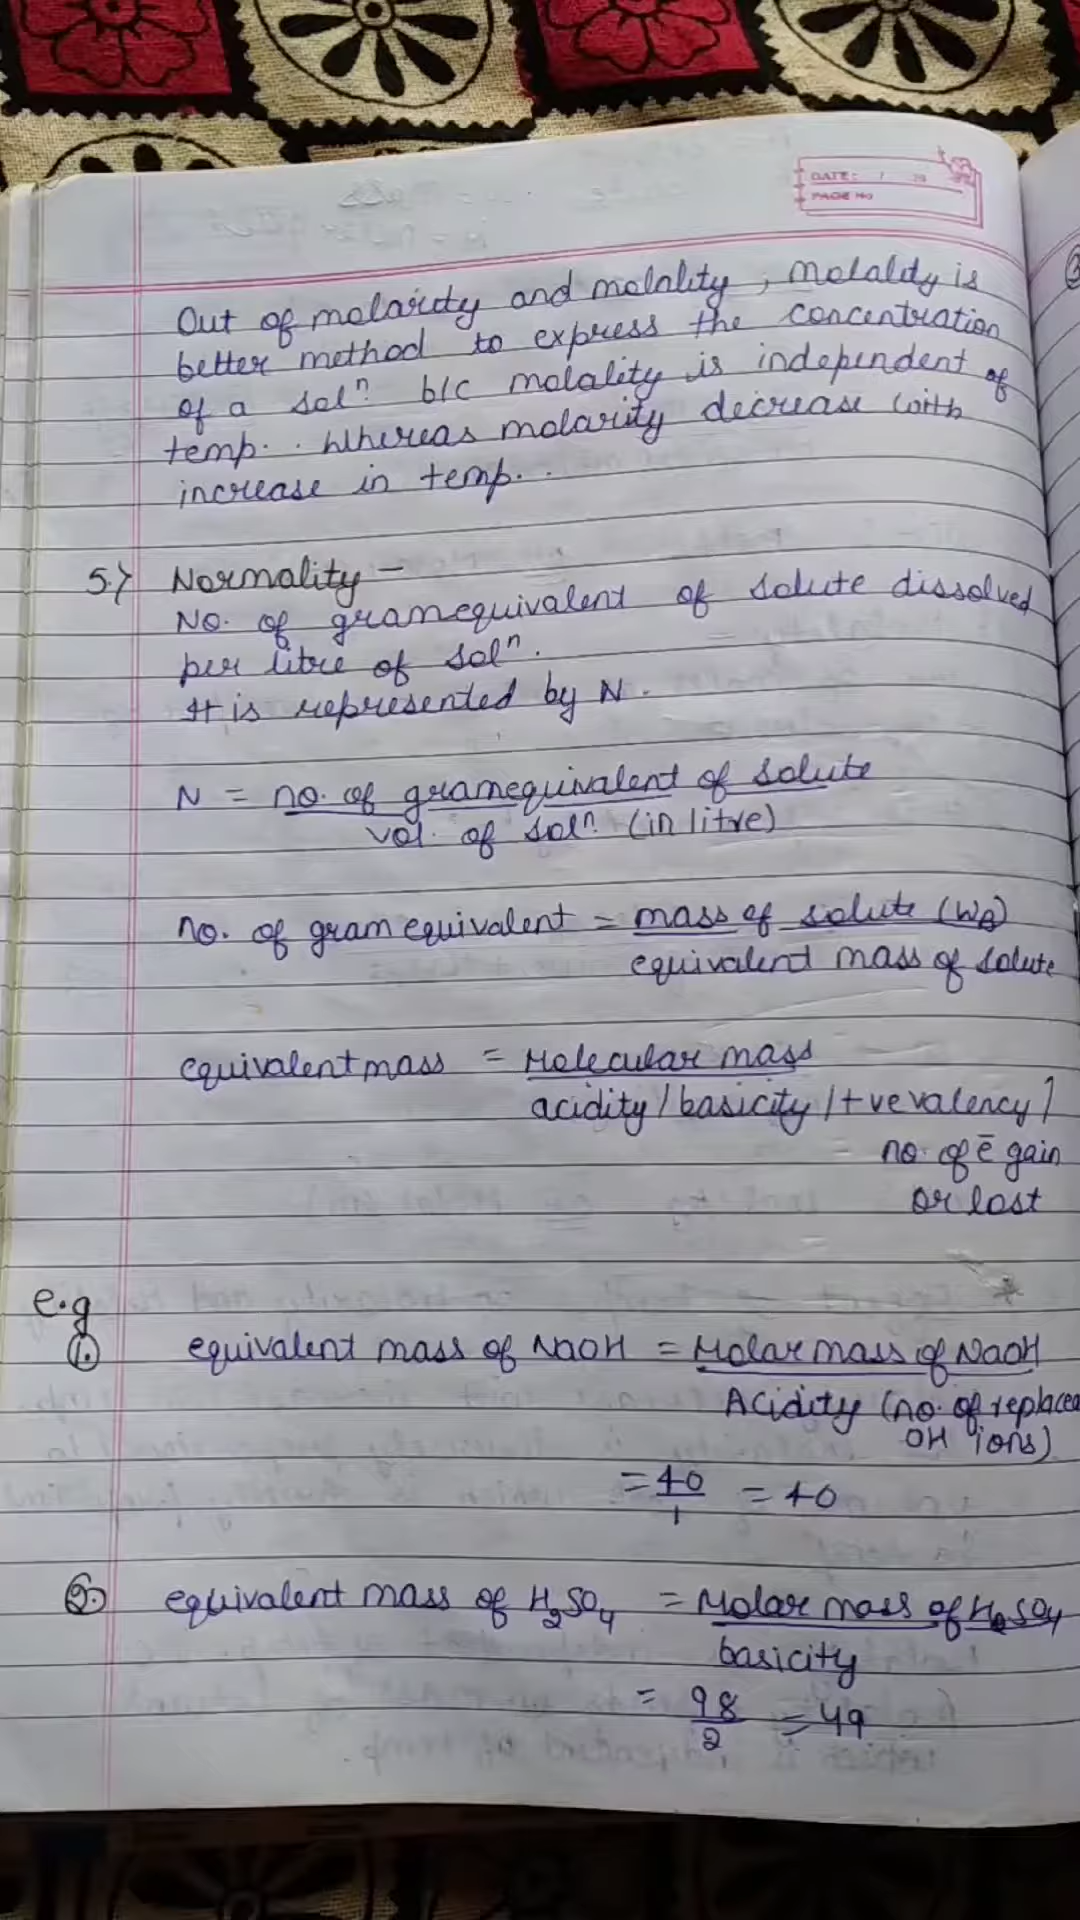 DATE: / 20
PAGE NO
Out of molarity and molality, molality is
better method to express the concentration
of a solⁿ. b/c molality is independent of
temp. . Whereas molarity decrease with
increase in temp. .
5.> Normality –
No. of gramequivalent of solute dissolved
per litre of solⁿ.
It is represented by N.
N = no. of gramequivalent of solute
vol. of solⁿ. (in litre)
no. of gram equivalent = mass of solute (WB)
equivalent mass of solute
equivalent mass = Molecular mass
acidity / basicity / +ve valency /
no. of ē gain
or lost
e.g
①. equivalent mass of NaOH = Molar mass of NaOH
Acidity (no. of replacea
OH ions)
= 40/1 = 40
②. equivalent mass of H₂SO₄ = Molar mass of H₂SO₄
basicity
= 98/2 = 49